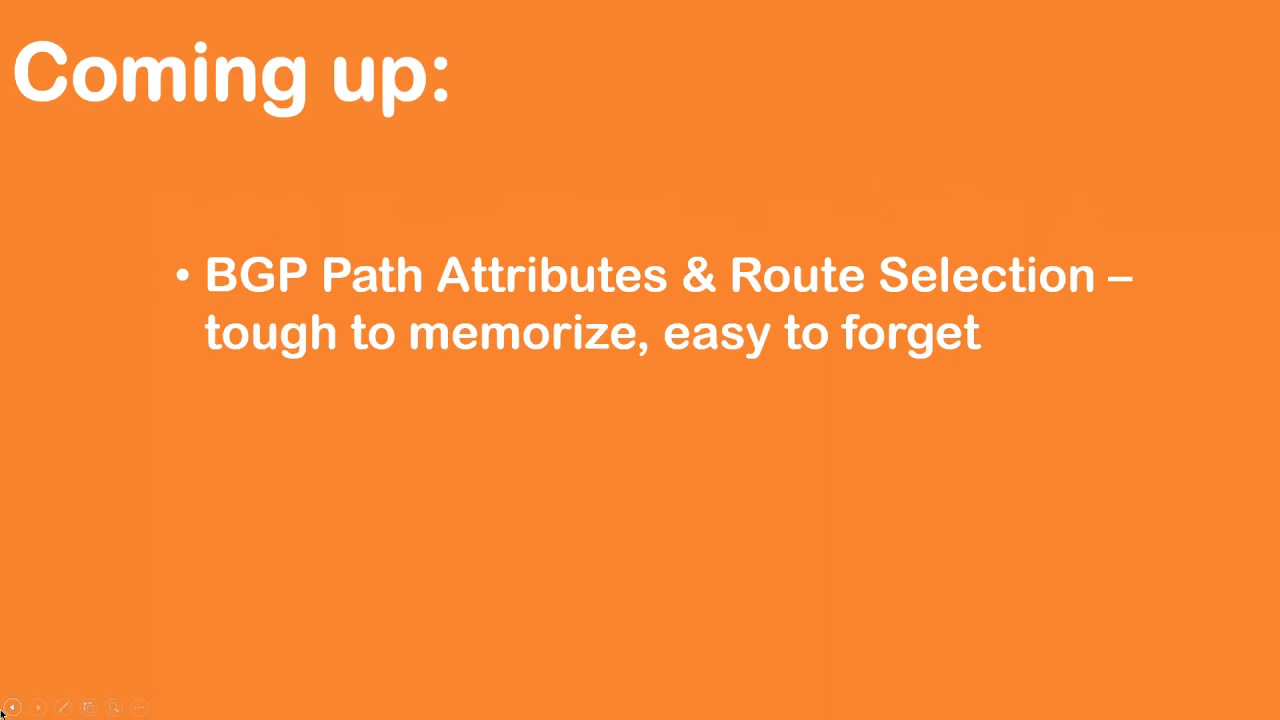 Coming up:
• BGP Path Attributes & Route Selection –
tough to memorize, easy to forget